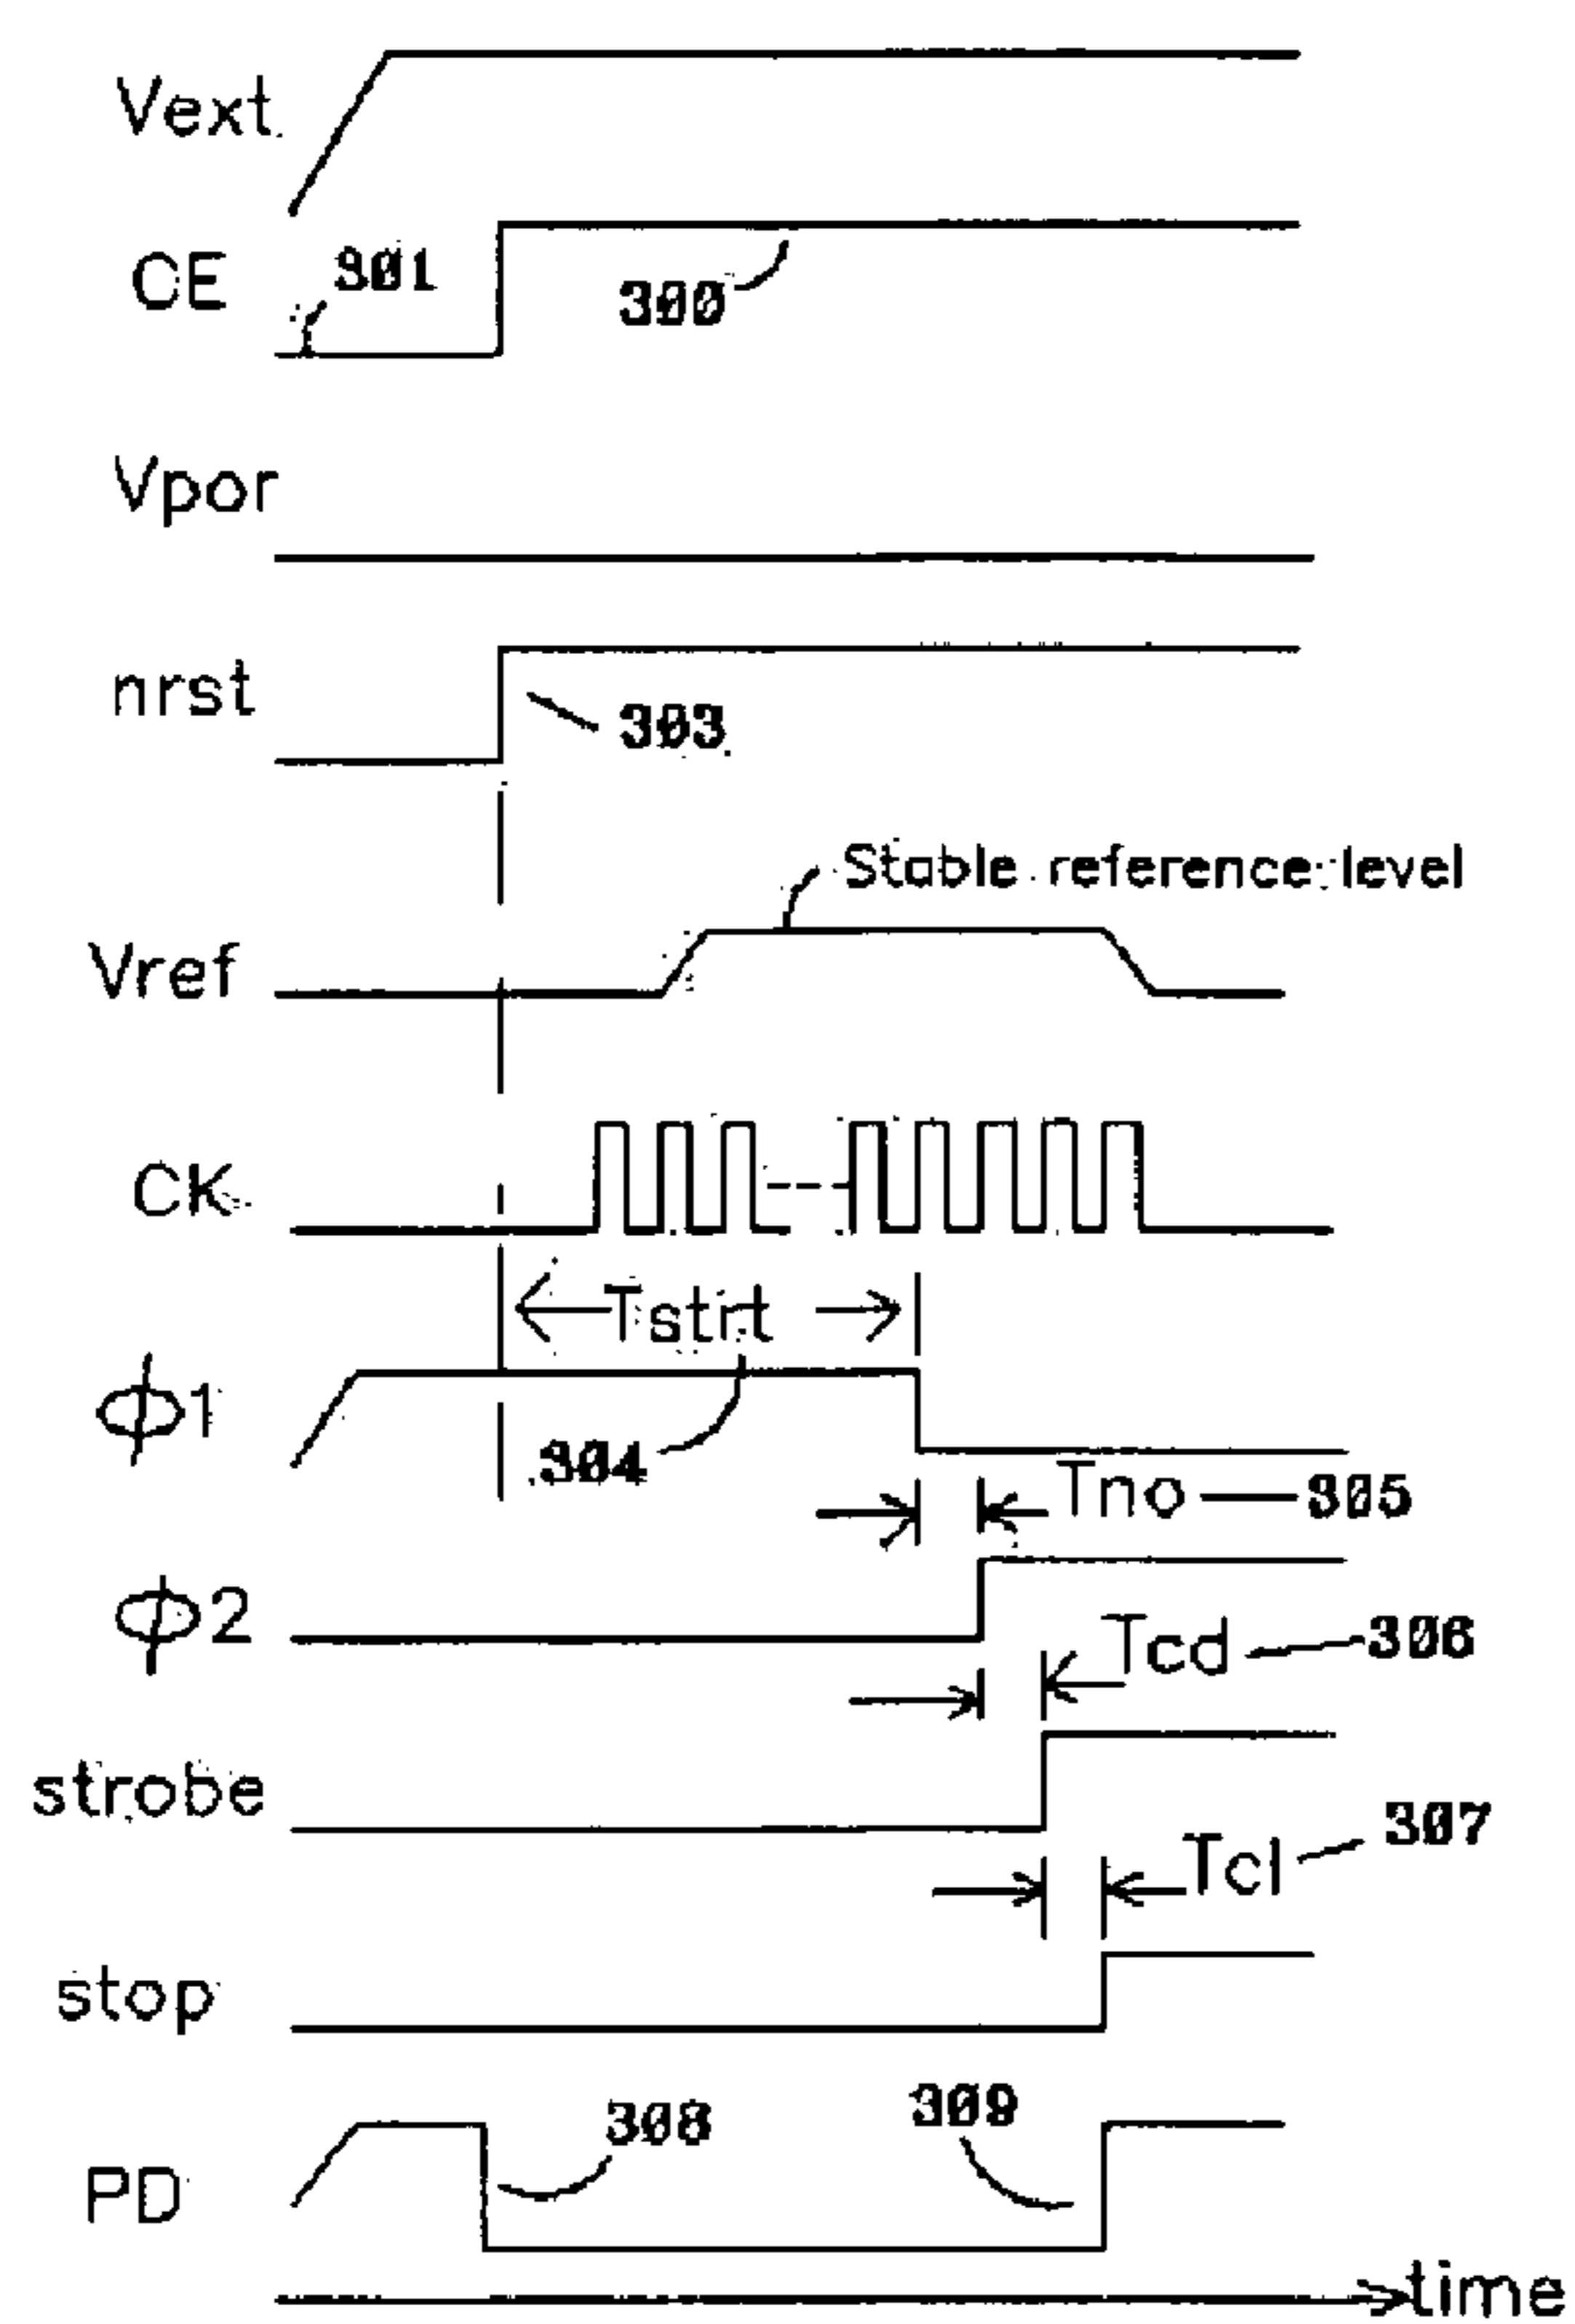 Vext
CE
301
300
Vpor
nrst
303
Stable reference level
Vref
CK
Tstrt
ϕ1
304
Tno
305
ϕ2
Tcd
306
strobe
307
Tcl
stop
308
309
PD
time